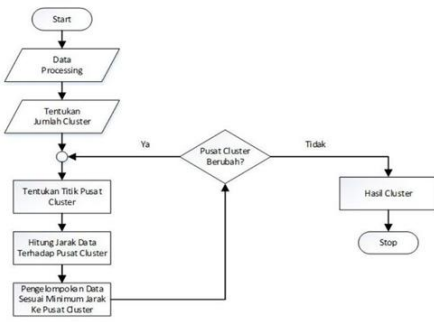 Start
Data
Processing
Tentukan
Jumlah Cluster
Ya
Pusat Cluster
Berubah?
Tidak
Tentukan Titik Pusat
Cluster
Hasil Cluster
Hitung Jarak Data
Terhadap Pusat Cluster
Stop
Pengelompokan Data
Sesuai Minimum Jarak
Ke Pusat Cluster